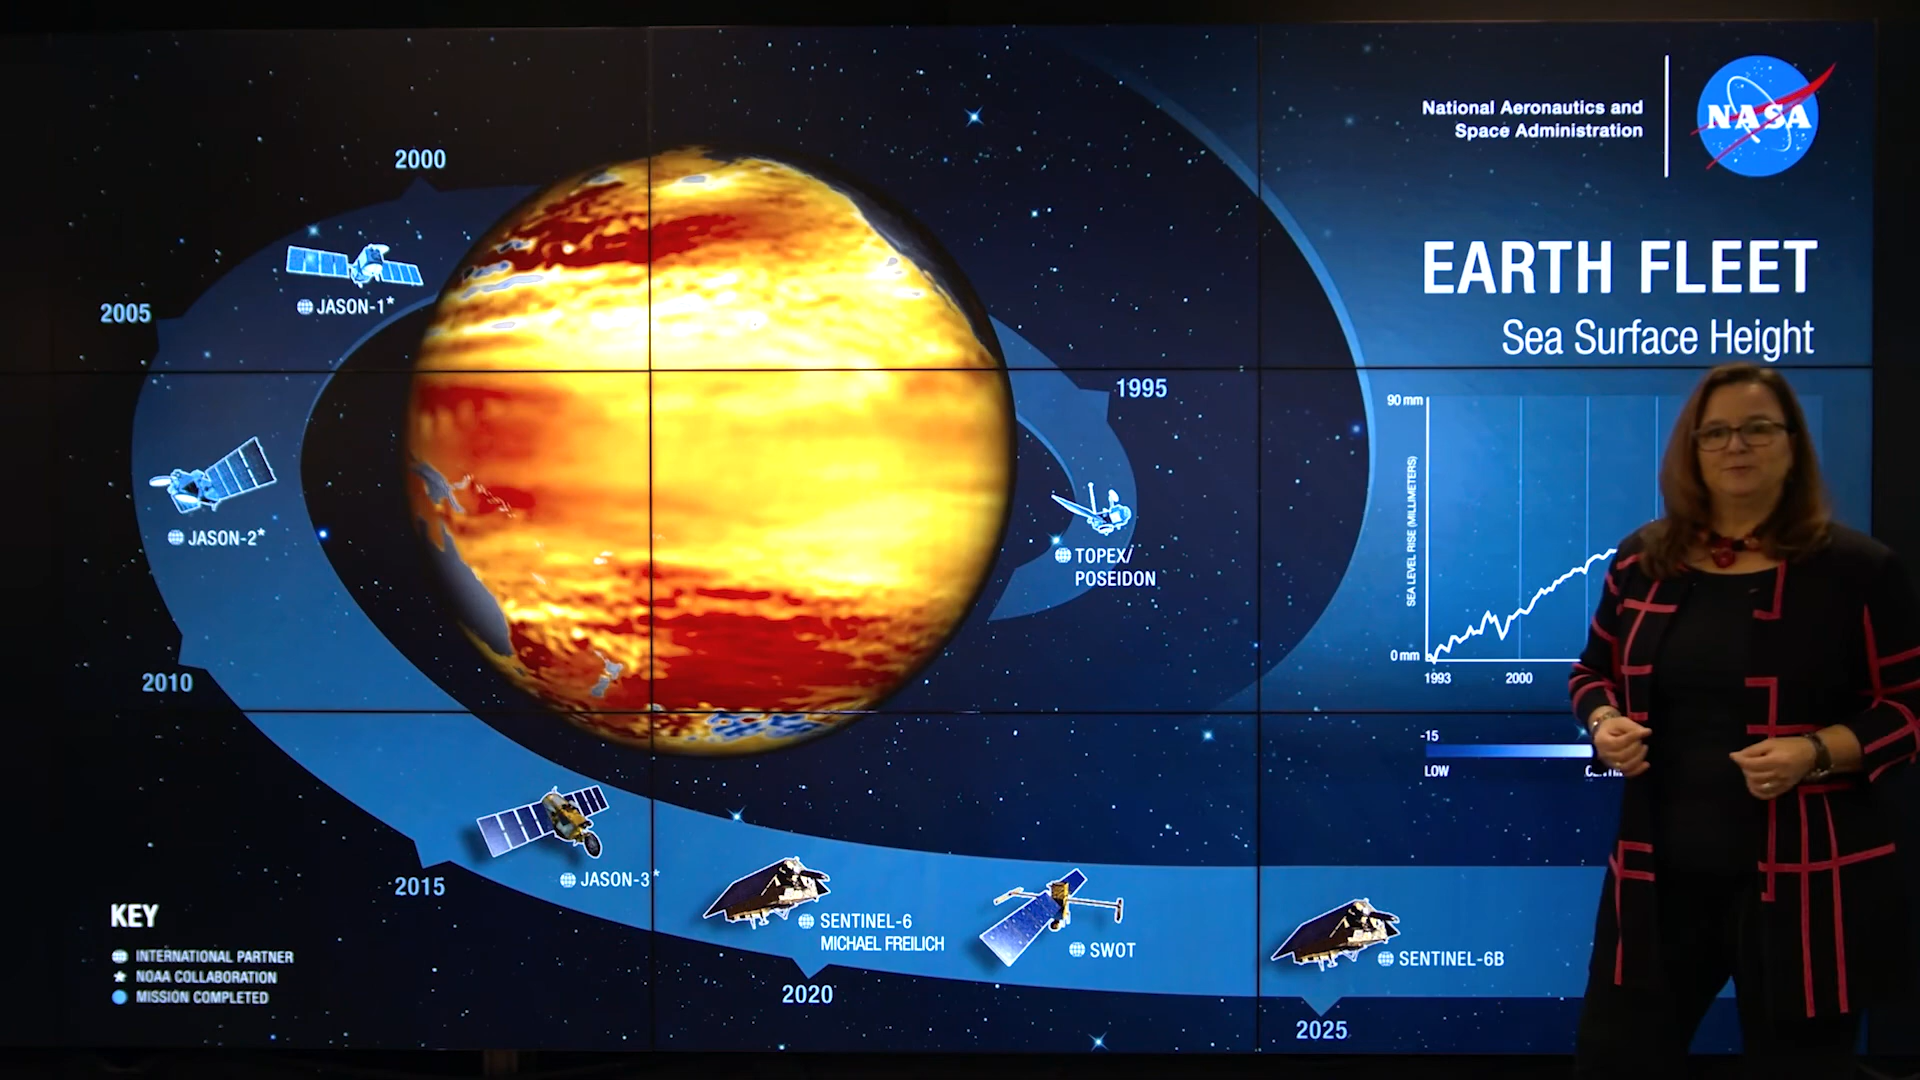 National Aeronautics and
Space Administration
NASA
EARTH FLEET
Sea Surface Height
2000
JASON-1*
2005
JASON-2*
2010
1995
TOPEX/
POSEIDON
90 mm
SEA LEVEL RISE (MILLIMETERS)
0 mm
1993
2000
-15
LOW
JASON-3*
2015
SENTINEL-6
MICHAEL FREILICH
2020
SWOT
SENTINEL-6B
2025
KEY
INTERNATIONAL PARTNER
NOAA COLLABORATION
MISSION COMPLETED